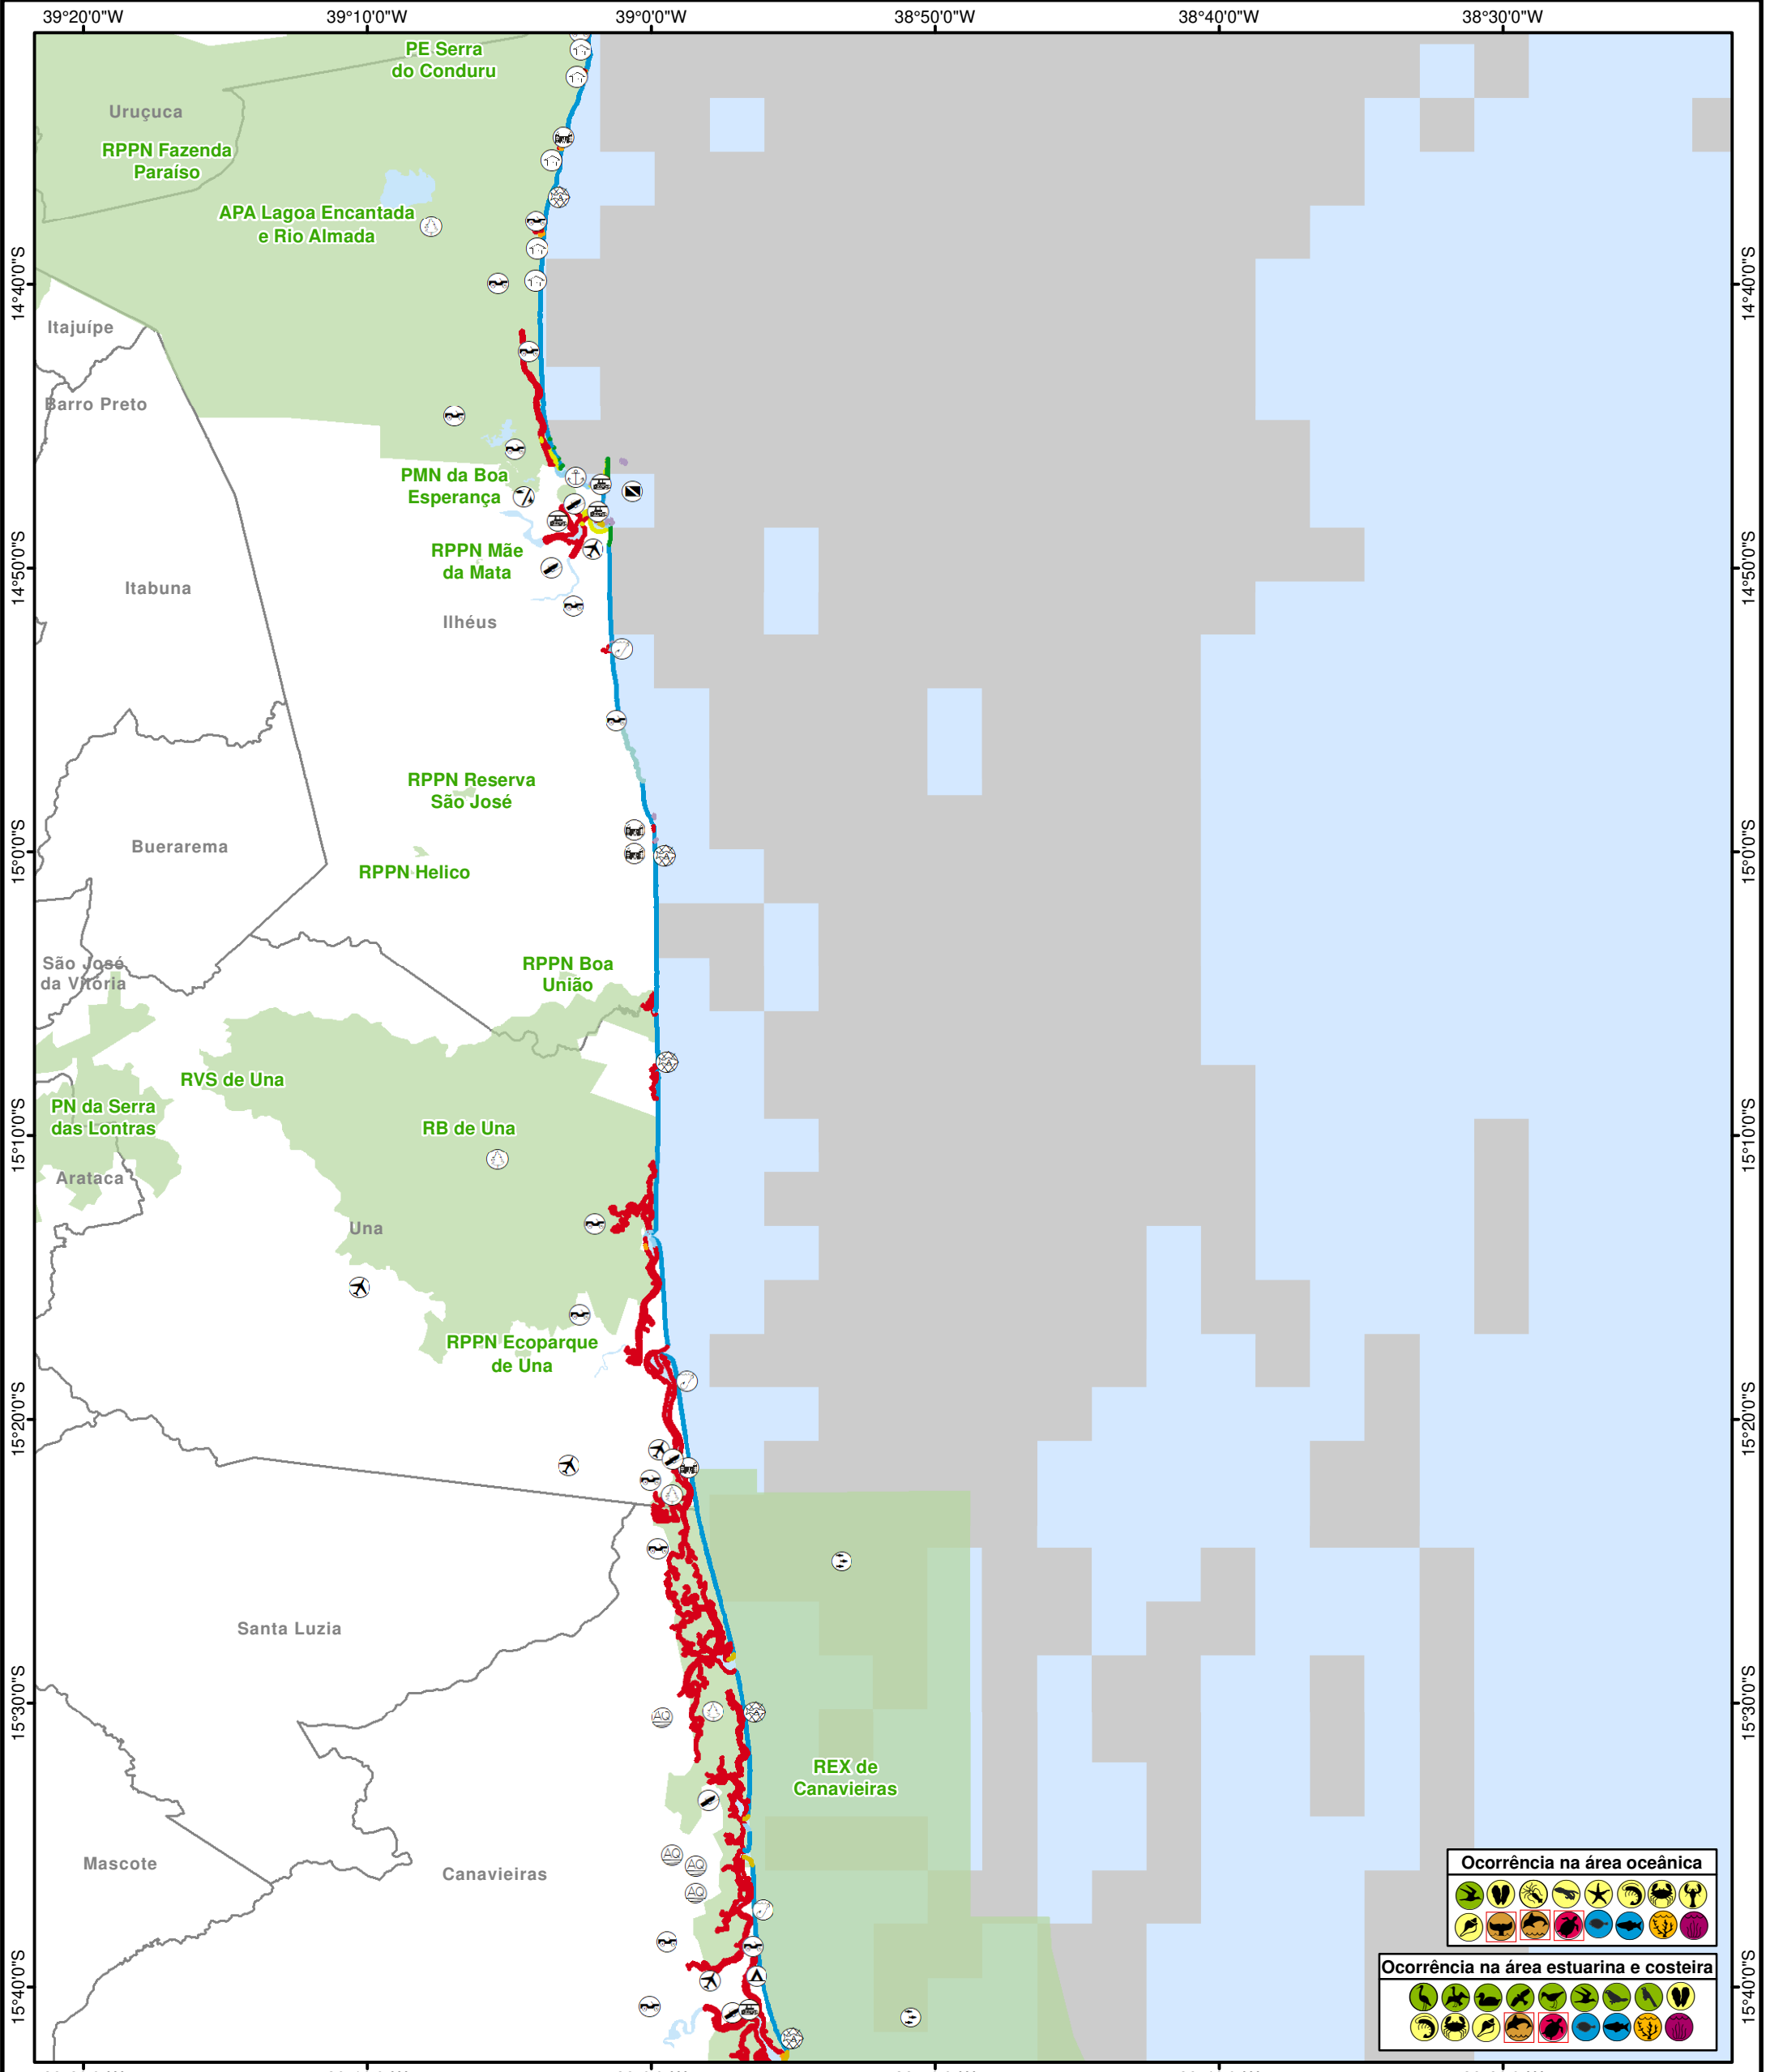 39°20'0"W 39°10'0"W 39°0'0"W 38°50'0"W 38°40'0"W 38°30'0"W
PE Serra
do Conduru
Uruçuca
RPPN Fazenda
Paraíso
APA Lagoa Encantada
e Rio Almada
14°40'0"S 14°40'0"S
Itajuípe
Barro Preto
PMN da Boa
Esperança
RPPN Mãe
da Mata
14°50'0"S 14°50'0"S
Itabuna
Ilhéus
RPPN Reserva
São José
15°0'0"S 15°0'0"S
Buerarema
RPPN Helico
RPPN Boa
União
São José
da Vitória
RVS de Una
PN da Serra
das Lontras
RB de Una
15°10'0"S 15°10'0"S
Arataca
Una
RPPN Ecoparque
de Una
15°20'0"S 15°20'0"S
Santa Luzia
15°30'0"S 15°30'0"S
AQ
REX de
Canavieiras
AQ
AQ
AQ
Mascote
Canavieiras
Ocorrência na área oceânica
Ocorrência na área estuarina e costeira
15°40'0"S 15°40'0"S